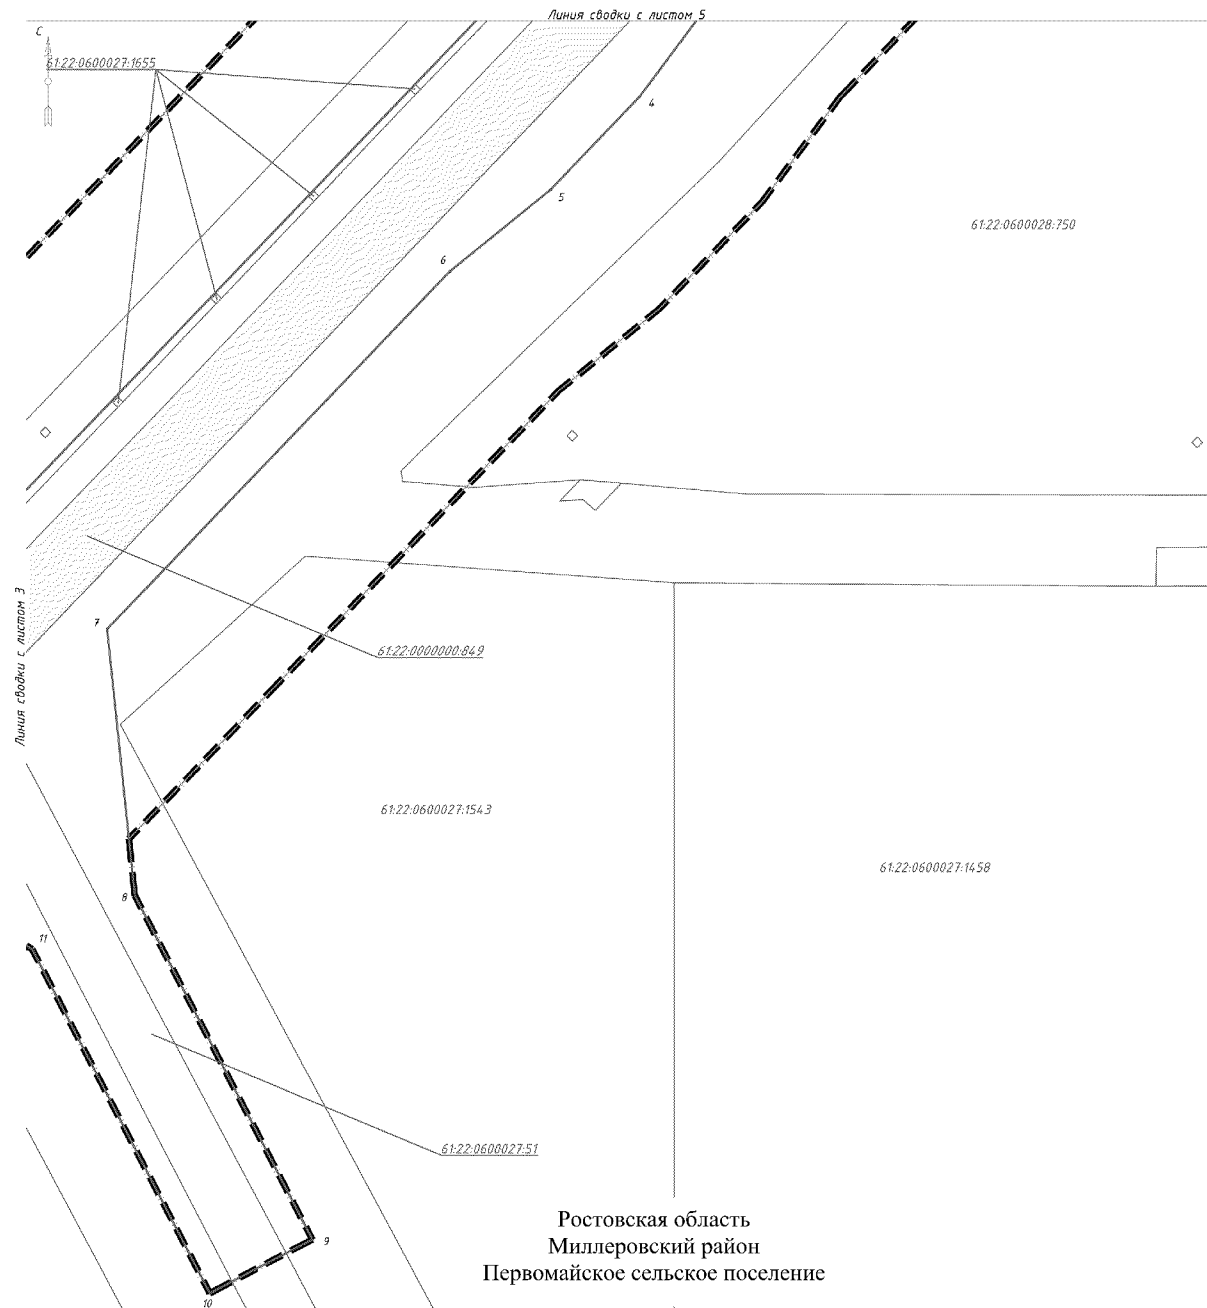 Линия сводки с листом 5
С
61:22:0600027:1655
4
5
61:22:0600028:750
6
Линия сводки с листом 3
7
61:22:0000000:849
61:22:0600027:1543
61:22:0600027:1458
8
11
61:22:0600027:51
9
10
Ростовская область
Миллеровский район
Первомайское сельское поселение